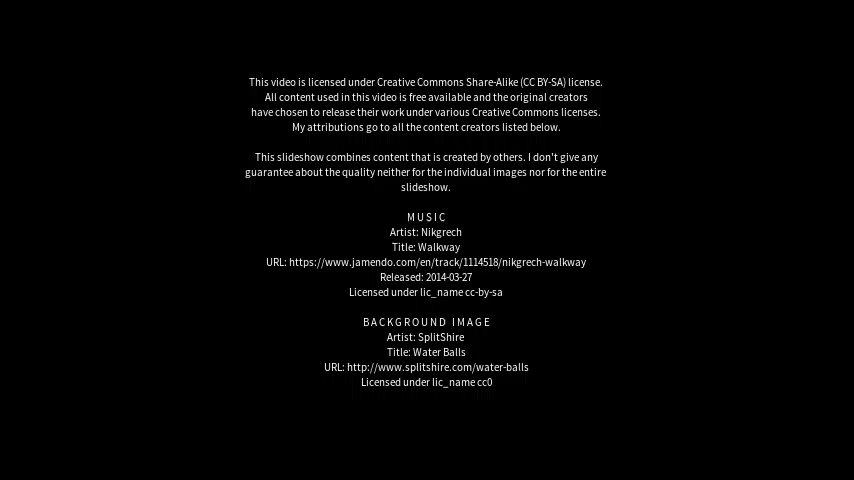 This video is licensed under Creative Commons Share-Alike (CC BY-SA) license.
All content used in this video is free available and the original creators
have chosen to release their work under various Creative Commons licenses.
My attributions go to all the content creators listed below.
This slideshow combines content that is created by others. I don't give any
guarantee about the quality neither for the individual images nor for the entire
slideshow.
MUSIC
Artist: Nikgrech
Title: Walkway
URL: https://www.jamendo.com/en/track/1114518/nikgrech-walkway
Released: 2014-03-27
Licensed under lic_name cc-by-sa
BACKGROUND IMAGE
Artist: SplitShire
Title: Water Balls
URL: http://www.splitshire.com/water-balls
Licensed under lic_name cc0